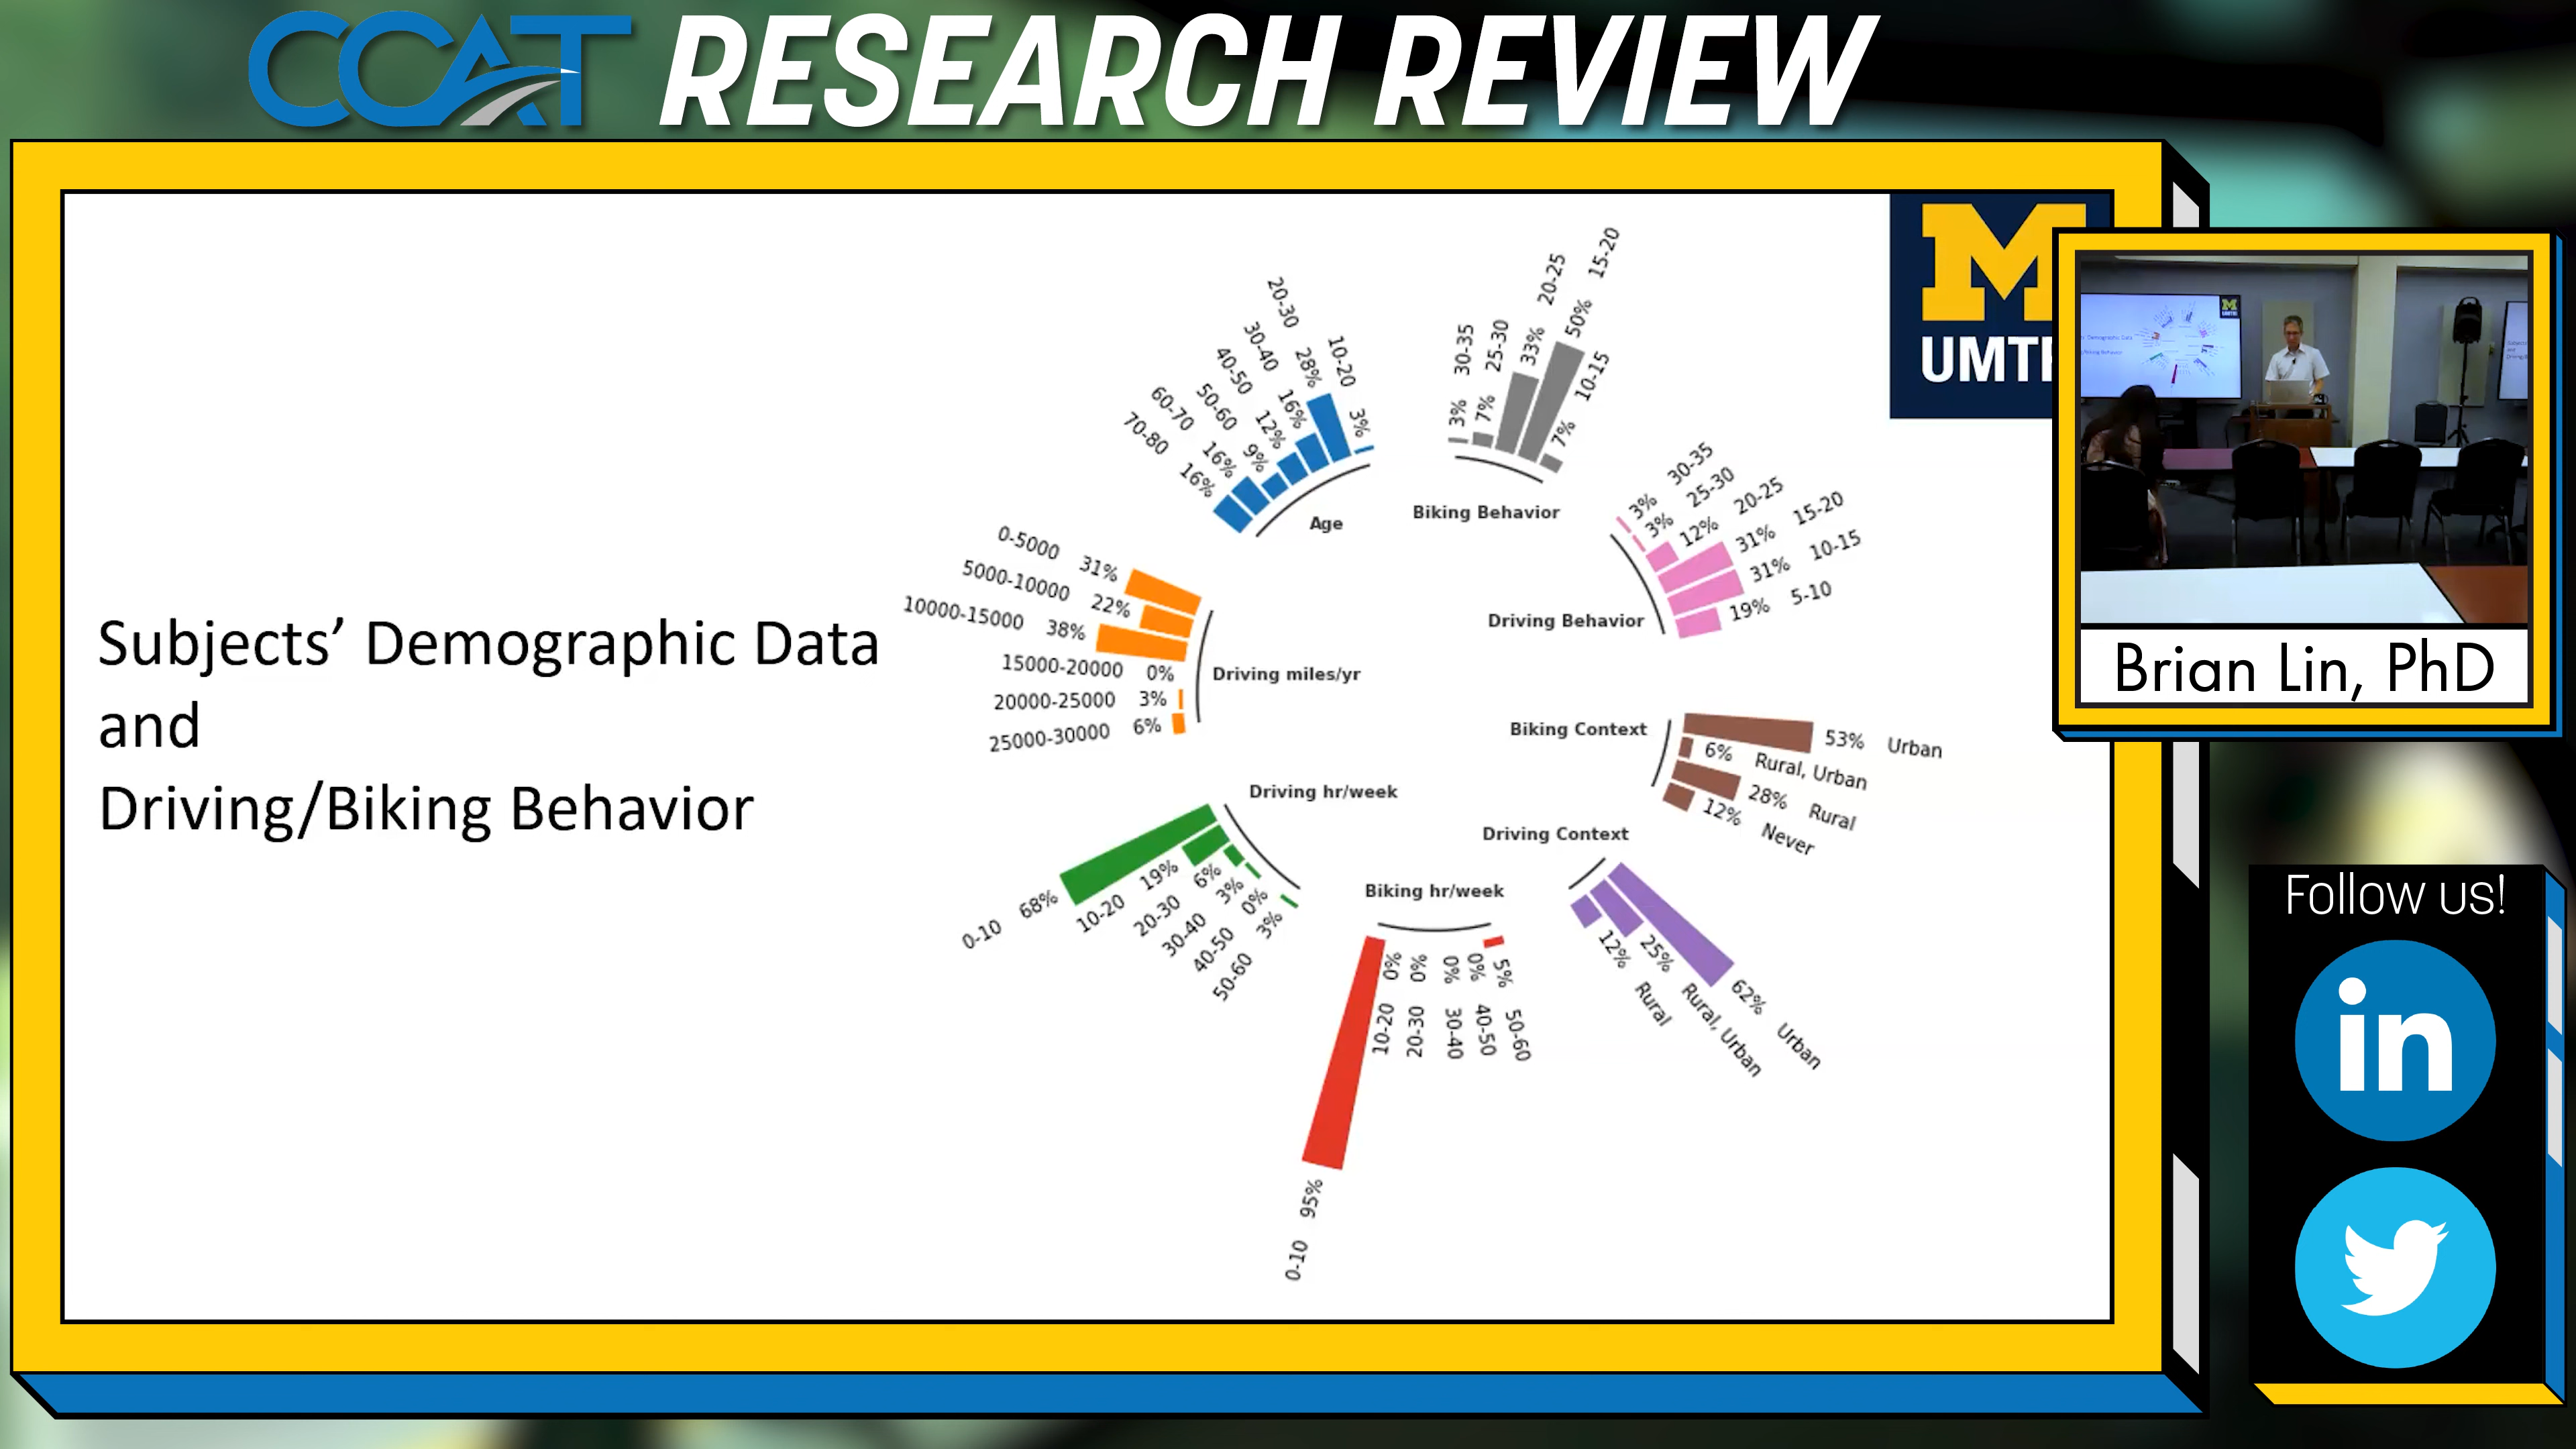 CCAT RESEARCH REVIEW
Subjects' Demographic Data
and
Driving/Biking Behavior
Age
10-20 3%
20-30 28%
30-40 16%
40-50 12%
50-60 9%
60-70 16%
70-80 16%
Biking Behavior
30-35 3%
25-30 7%
20-25 33%
15-20 50%
10-15 7%
Driving Behavior
3% 30-35
3% 25-30
12% 20-25
31% 15-20
31% 10-15
19% 5-10
Driving miles/yr
0-5000 31%
5000-10000 22%
10000-15000 38%
15000-20000 0%
20000-25000 3%
25000-30000 6%
Biking Context
53% Urban
6% Rural, Urban
28% Rural
12% Never
Driving hr/week
0-10 68%
10-20 19%
20-30 6%
30-40 3%
40-50 0%
50-60 3%
Driving Context
62% Urban
25% Rural, Urban
12% Rural
Biking hr/week
0-10 95%
10-20 0%
20-30 0%
30-40 0%
40-50 0%
50-60 5%
M
UMTRI
Brian Lin, PhD
Follow us!
in